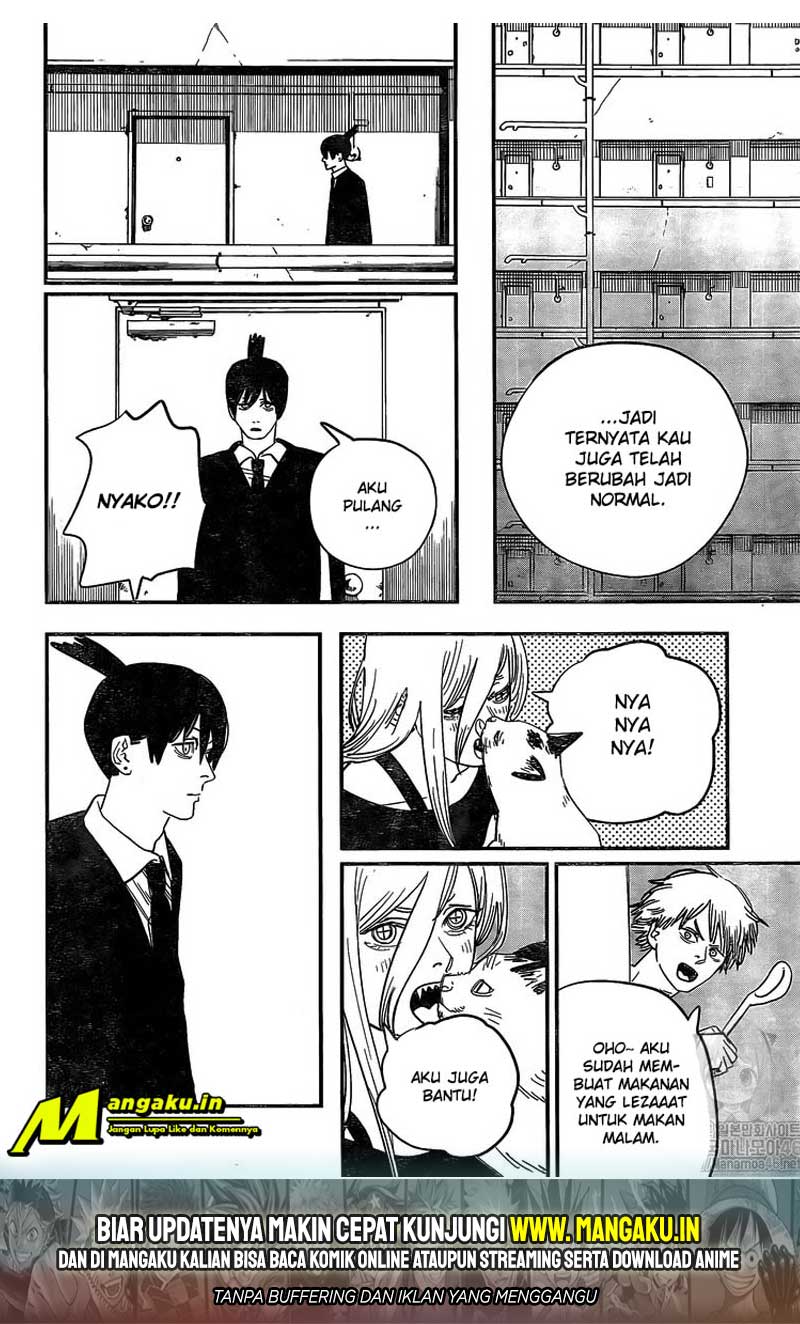 ...JADI
TERNYATA KAU
JUGA TELAH
BERUBAH JADI
NORMAL.
AKU
PULANG
...
NYAKO!!
NYA
NYA
NYA!
OHO~ AKU
SUDAH MEM-
BUAT MAKANAN
YANG LEZAAAT
UNTUK MAKAN
MALAM.
AKU JUGA
BANTU!
Mangaku.in
Jangan Lupa Like dan Komennya
manamoa46.net
BIAR UPDATENYA MAKIN CEPAT KUNJUNGI WWW. MANGAKU.IN
DAN DI MANGAKU KALIAN BISA BACA KOMIK ONLINE ATAUPUN STREAMING SERTA DOWNLOAD ANIME
TANPA BUFFERING DAN IKLAN YANG MENGGANGU